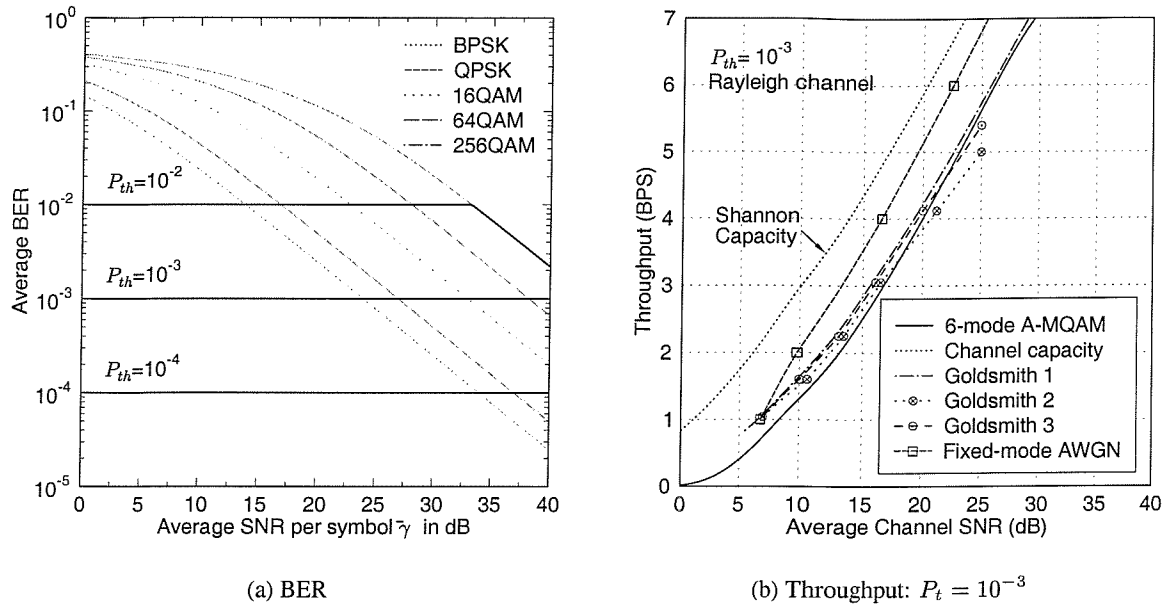 10^0
10^-1
10^-2
10^-3
10^-4
10^-5
Average BER
BPSK
QPSK
16QAM
64QAM
256QAM
P_th=10^-2
P_th=10^-3
P_th=10^-4
0 5 10 15 20 25 30 35 40
Average SNR per symbol γ̄ in dB
(a) BER
7
6
5
4
3
2
1
0
Throughput (BPS)
P_th= 10^-3
Rayleigh channel
Shannon
Capacity
6-mode A-MQAM
Channel capacity
Goldsmith 1
Goldsmith 2
Goldsmith 3
Fixed-mode AWGN
0 5 10 15 20 25 30 35 40
Average Channel SNR (dB)
(b) Throughput: P_t = 10^-3